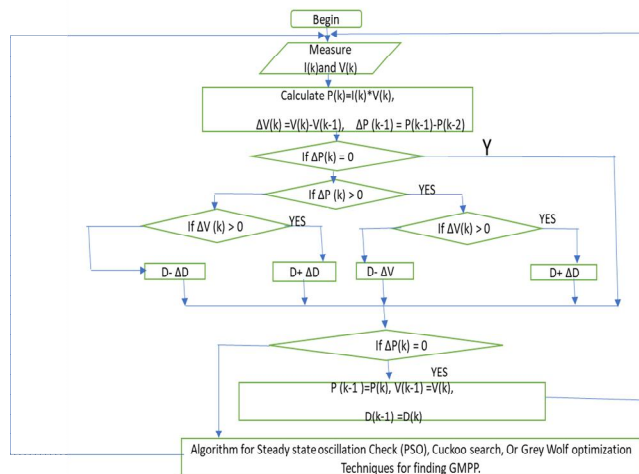 Begin
Measure
I(k)and V(k)
Calculate P(k)=I(k)*V(k),
ΔV(k) =V(k)-V(k-1), ΔP (k-1) = P(k-1)-P(k-2)
If ΔP(k) = 0
Y
If ΔP (k) > 0
YES
If ΔV (k) > 0
YES
If ΔV(k) > 0
YES
D- ΔD
D+ ΔD
D- ΔV
D+ ΔD
If ΔP(k) = 0
YES
P (k-1 )=P(k), V(k-1) =V(k),
D(k-1) =D(k)
Algorithm for Steady state oscillation Check (PSO), Cuckoo search, Or Grey Wolf optimization
Techniques for finding GMPP.